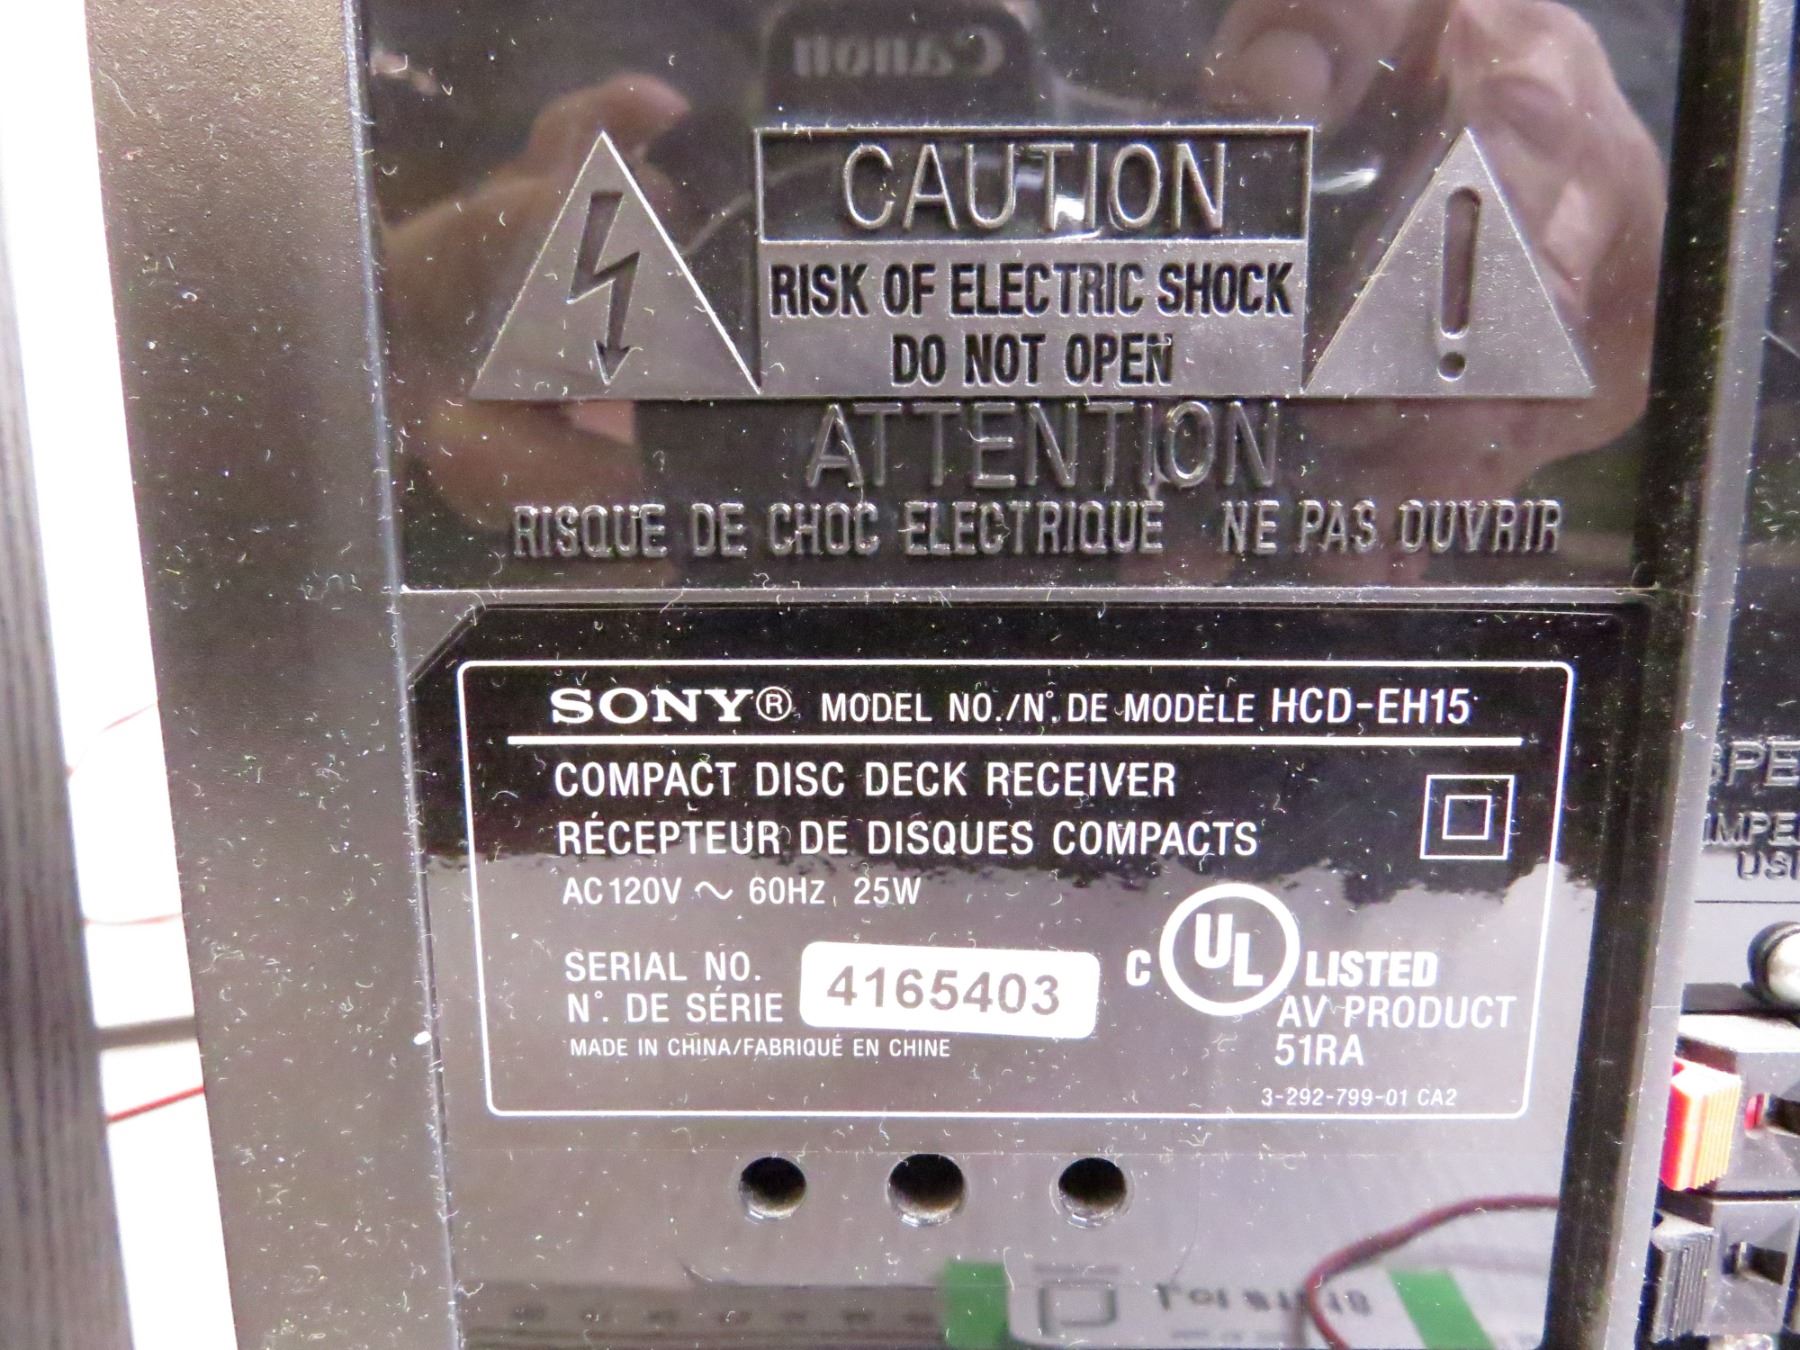 Canon
CAUTION
RISK OF ELECTRIC SHOCK
DO NOT OPEN
ATTENTION
RISQUE DE CHOC ELECTRIQUE NE PAS OUVRIR
SONY® MODEL NO./N°. DE MODÈLE HCD-EH15
COMPACT DISC DECK RECEIVER
RÉCEPTEUR DE DISQUES COMPACTS
AC 120V ~ 60Hz 25W
SERIAL NO.
N°. DE SÉRIE
4165403
MADE IN CHINA/FABRIQUÉ EN CHINE
C UL LISTED
AV PRODUCT
51RA
3-292-799-01 CA2